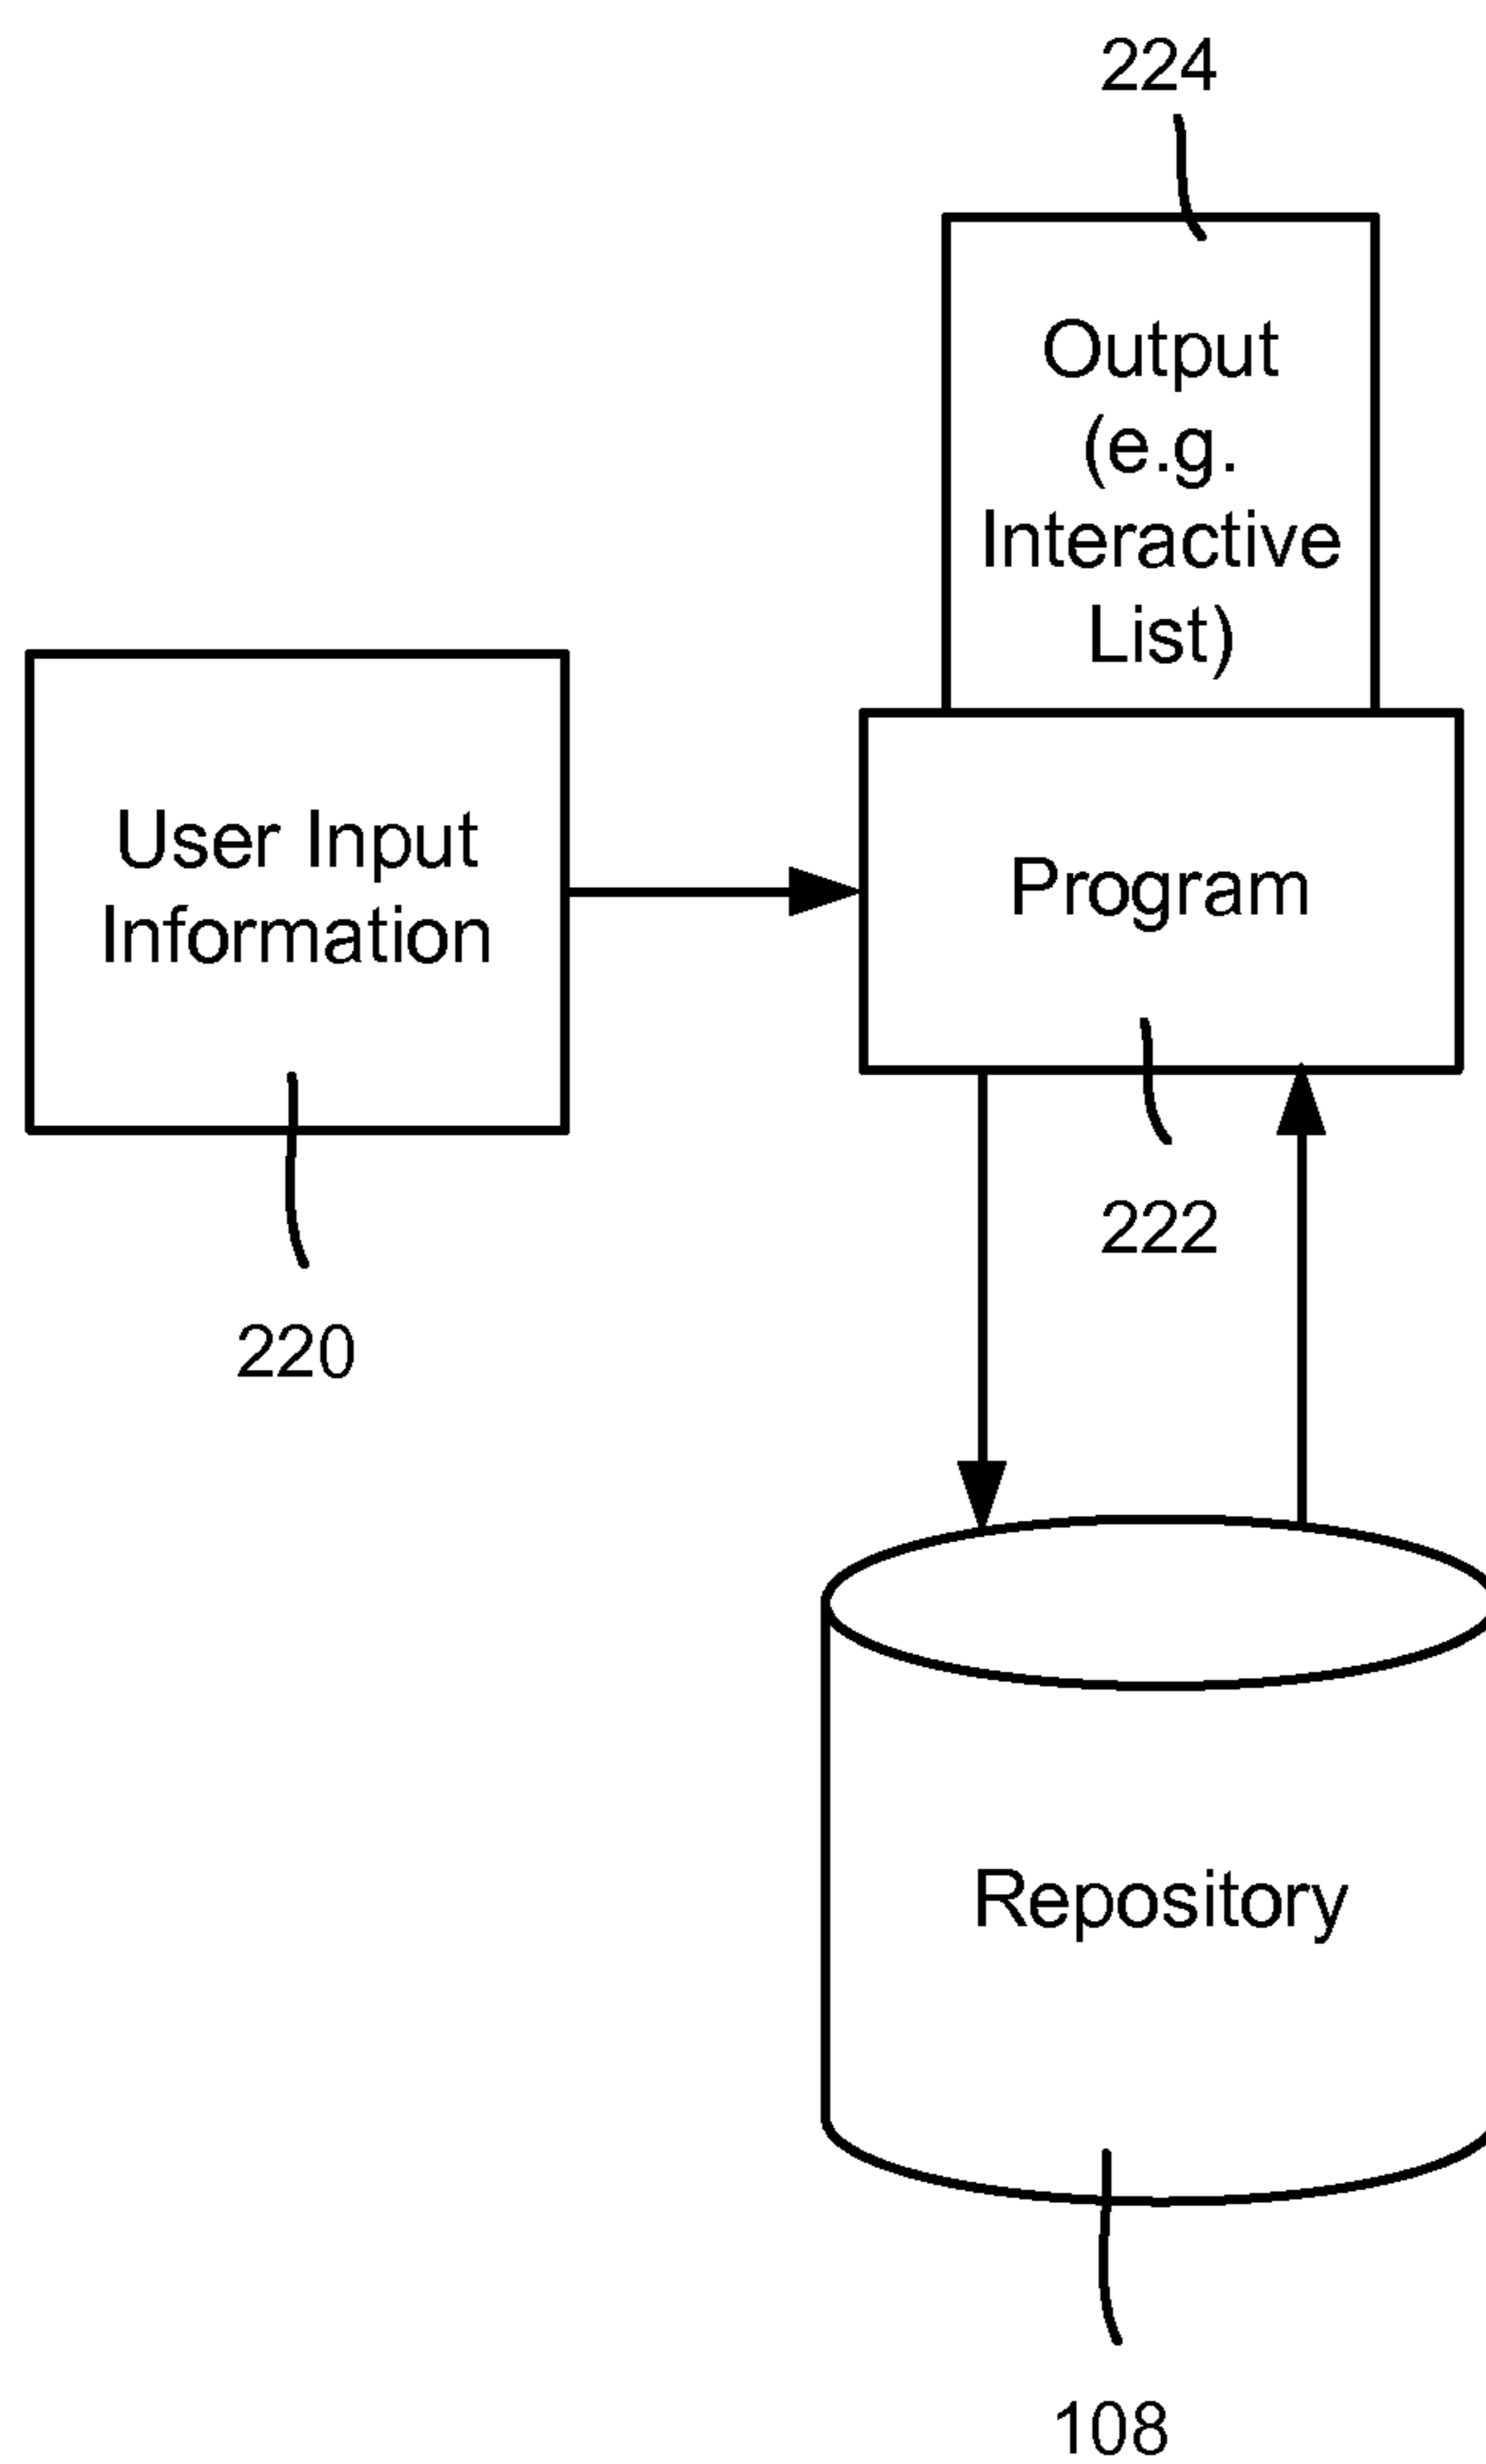 224
Output
(e.g.
Interactive
List)
User Input
Information
Program
222
220
Repository
108